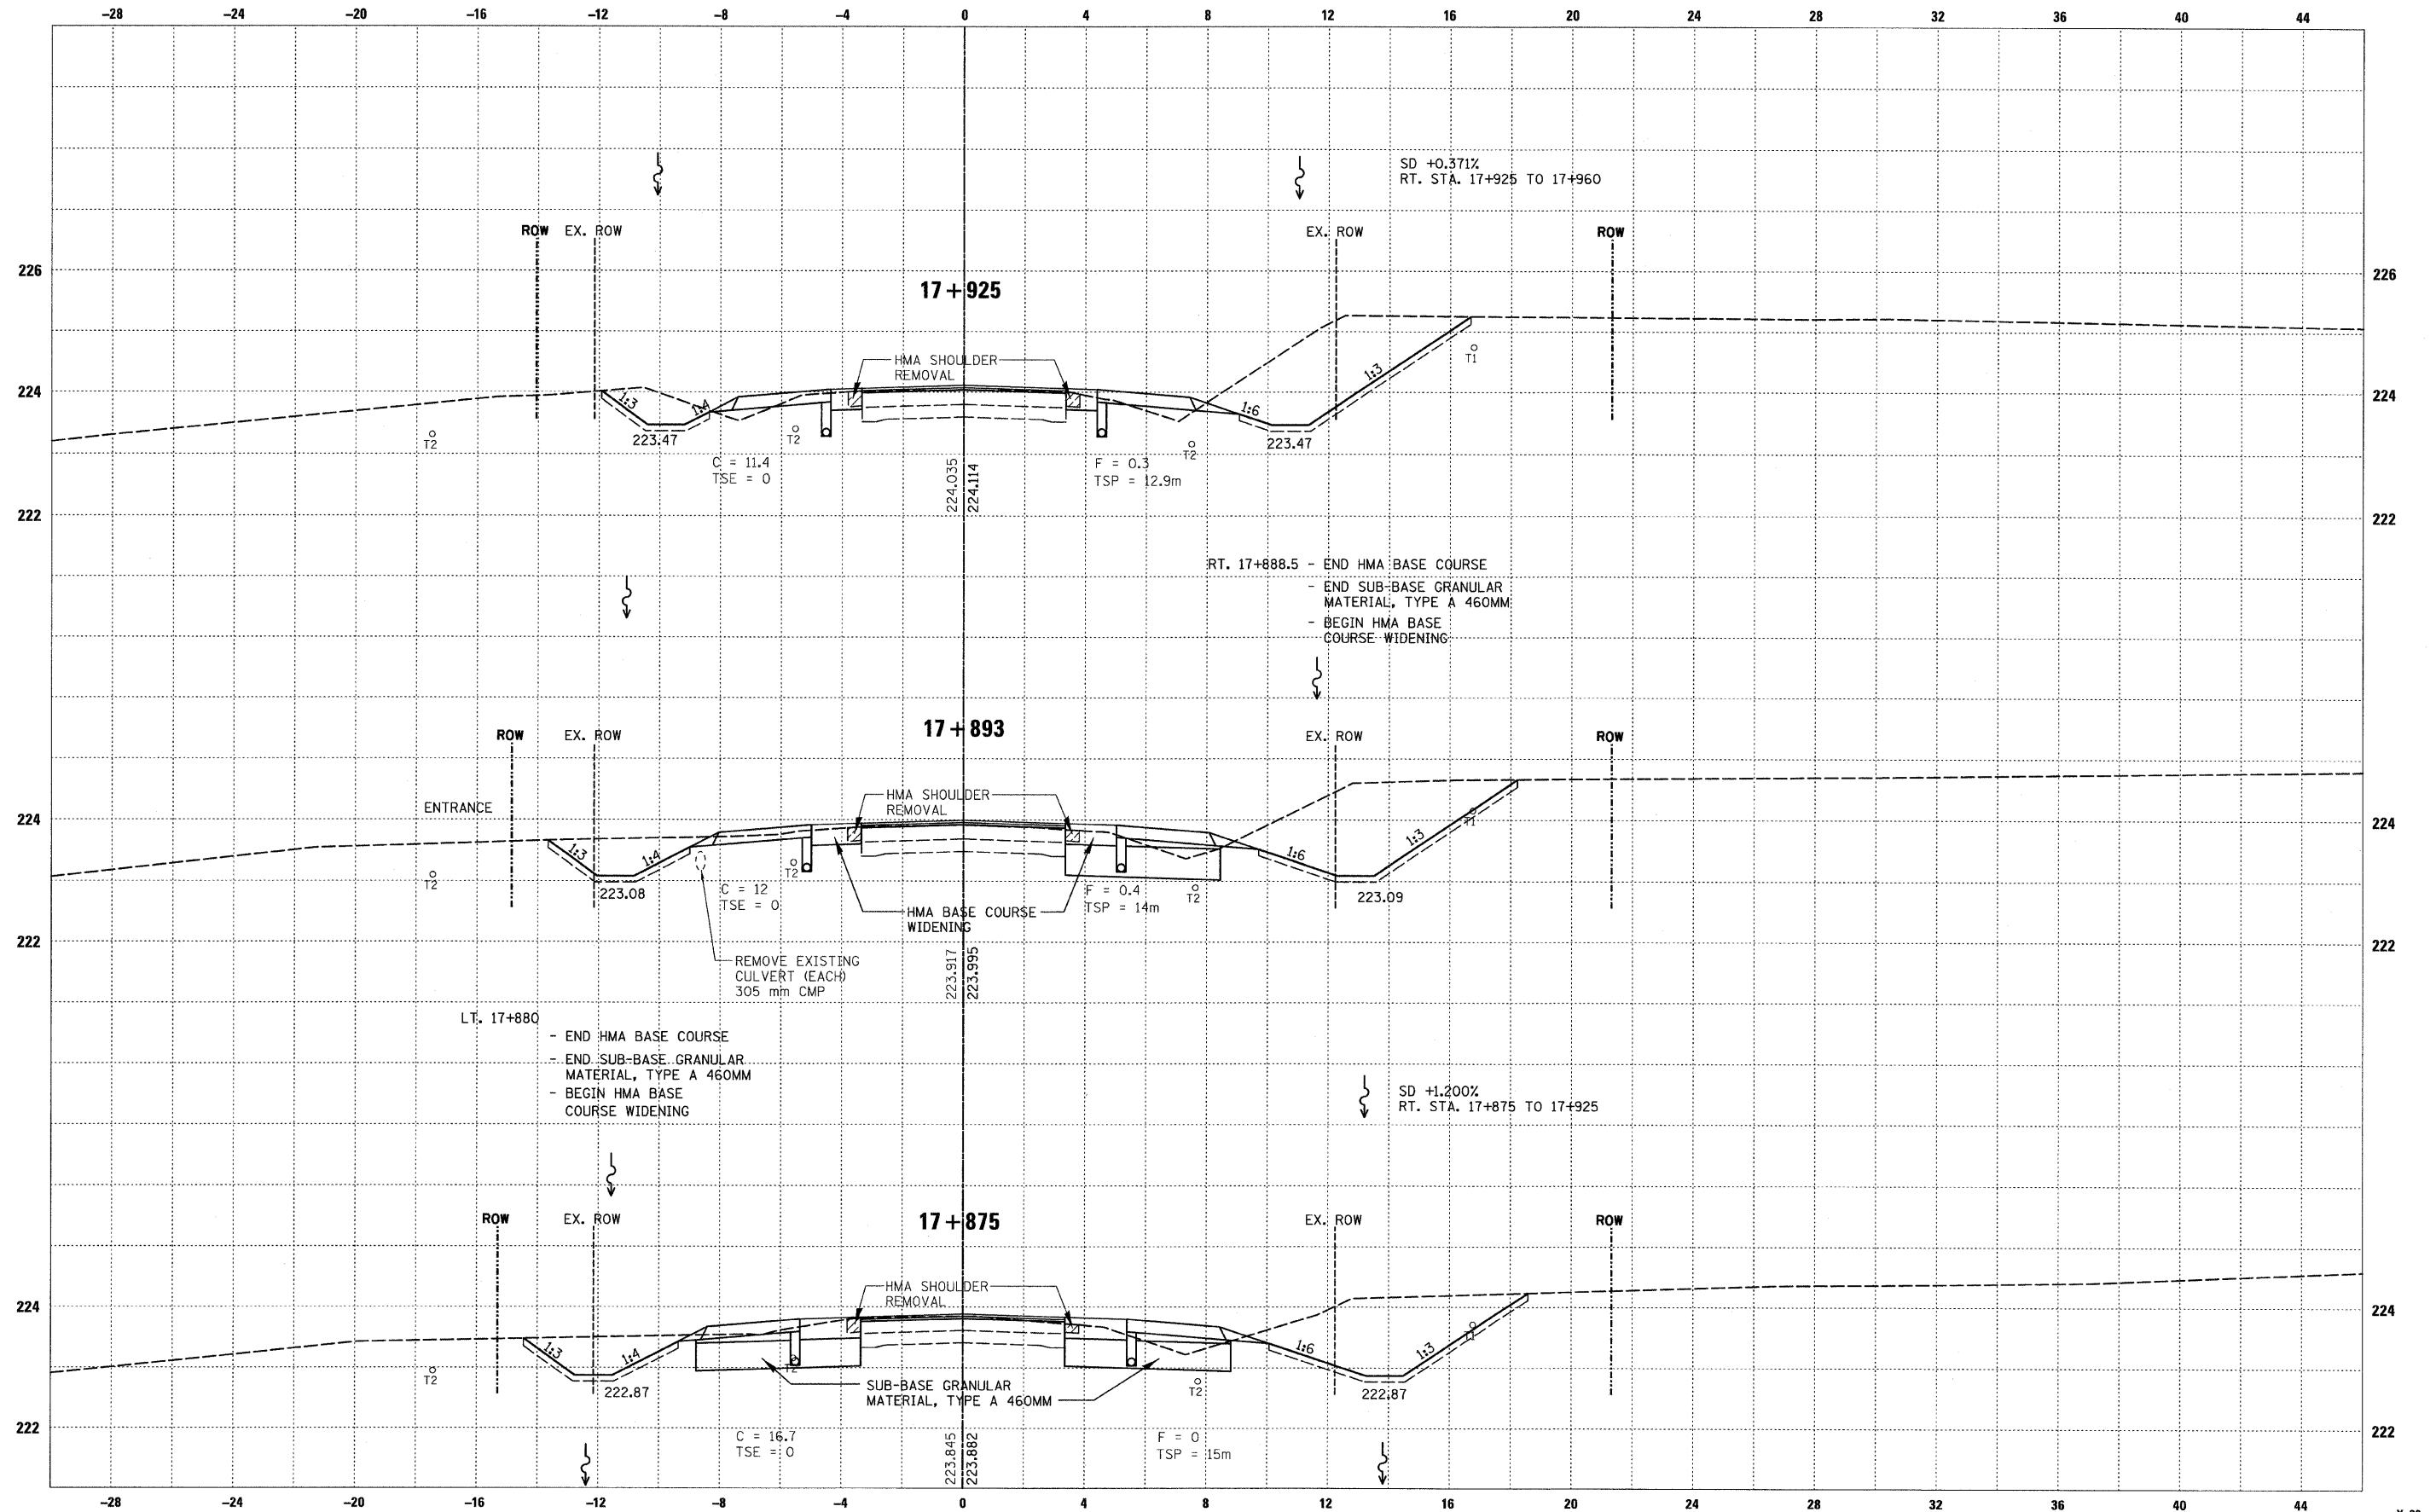 -28 -24 -20 -16 -12 -8 -4 0 4 8 12 16 20 24 28 32 36 40 44
SD +0.371%
RT. STA. 17+925 TO 17+960
ROW EX. ROW EX. ROW ROW
226 226
17+925
HMA SHOULDER
REMOVAL
224 224
1:3 1:4 1:6 1:3
T1
223.47 223.47
T2 T2 T2
C = 11.4
TSE = 0
F = 0.3
TSP = 12.9m
224.035
224.114
222 222
RT. 17+888.5 - END HMA BASE COURSE
- END SUB-BASE GRANULAR
MATERIAL, TYPE A 460MM
- BEGIN HMA BASE
COURSE WIDENING
17+893
ROW EX. ROW EX. ROW ROW
ENTRANCE
HMA SHOULDER
REMOVAL
224 224
1:3 1:4 1:6 1:3
T1
T2 T2 T2
223.08 223.09
C = 12
TSE = 0
F = 0.4
TSP = 14m
HMA BASE COURSE
WIDENING
222 222
REMOVE EXISTING
CULVERT (EACH)
305 mm CMP
223.917
223.995
LT. 17+880
- END HMA BASE COURSE
- END SUB-BASE GRANULAR
MATERIAL, TYPE A 460MM
- BEGIN HMA BASE
COURSE WIDENING
SD +1.200%
RT. STA. 17+875 TO 17+925
17+875
ROW EX. ROW EX. ROW ROW
HMA SHOULDER
REMOVAL
224 224
1:3 1:4 1:6 1:3
T1
T2 T2 T2
222.87 222.87
SUB-BASE GRANULAR
MATERIAL, TYPE A 460MM
222 222
C = 16.7
TSE = 0
F = 0
TSP = 15m
223.845
223.882
-28 -24 -20 -16 -12 -8 -4 0 4 8 12 16 20 24 28 32 36 40 44